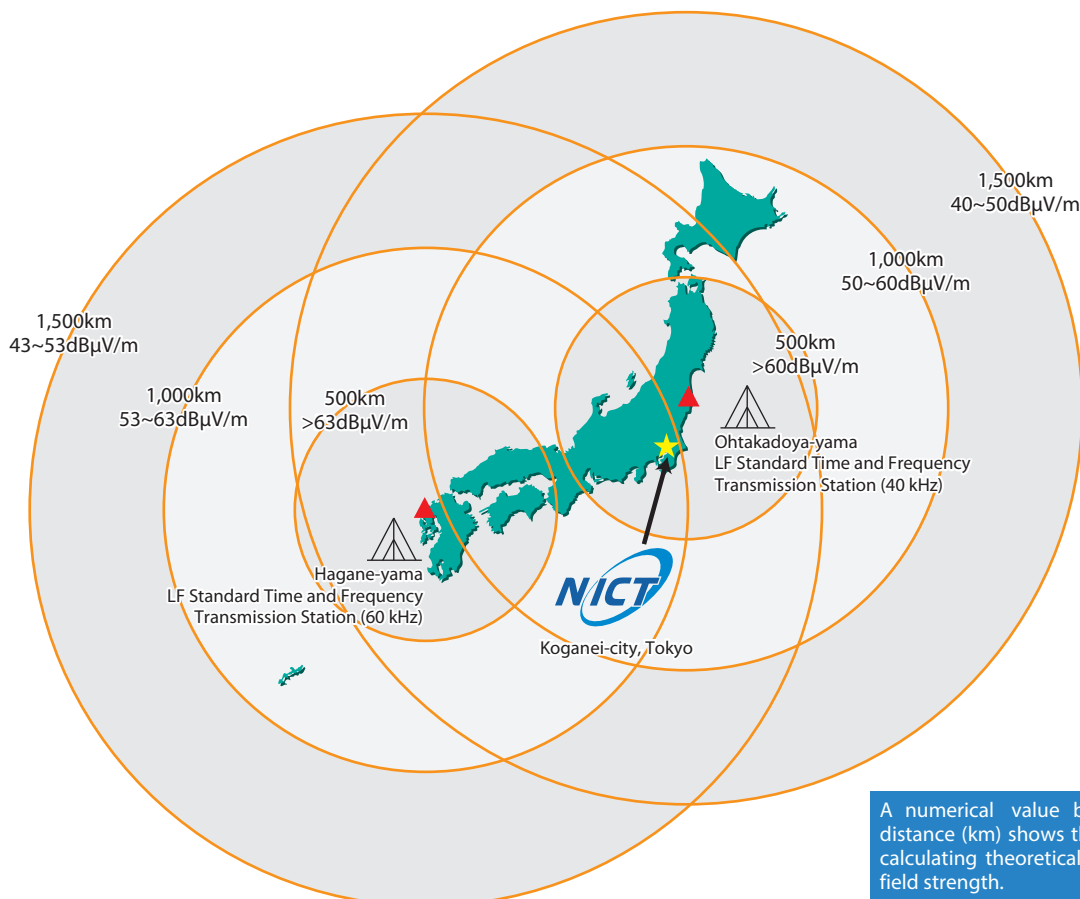 1,500km
40~50dBµV/m
1,000km
50~60dBµV/m
500km
>60dBµV/m
Ohtakadoya-yama
LF Standard Time and Frequency
Transmission Station (40 kHz)
1,500km
43~53dBµV/m
1,000km
53~63dBµV/m
500km
>63dBµV/m
Hagane-yama
LF Standard Time and Frequency
Transmission Station (60 kHz)
NICT
Koganei-city, Tokyo
A numerical value b
distance (km) shows th
calculating theoretical
field strength.